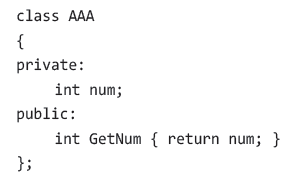 class AAA
{
private:
    int num;
public:
    int GetNum { return num; }
};